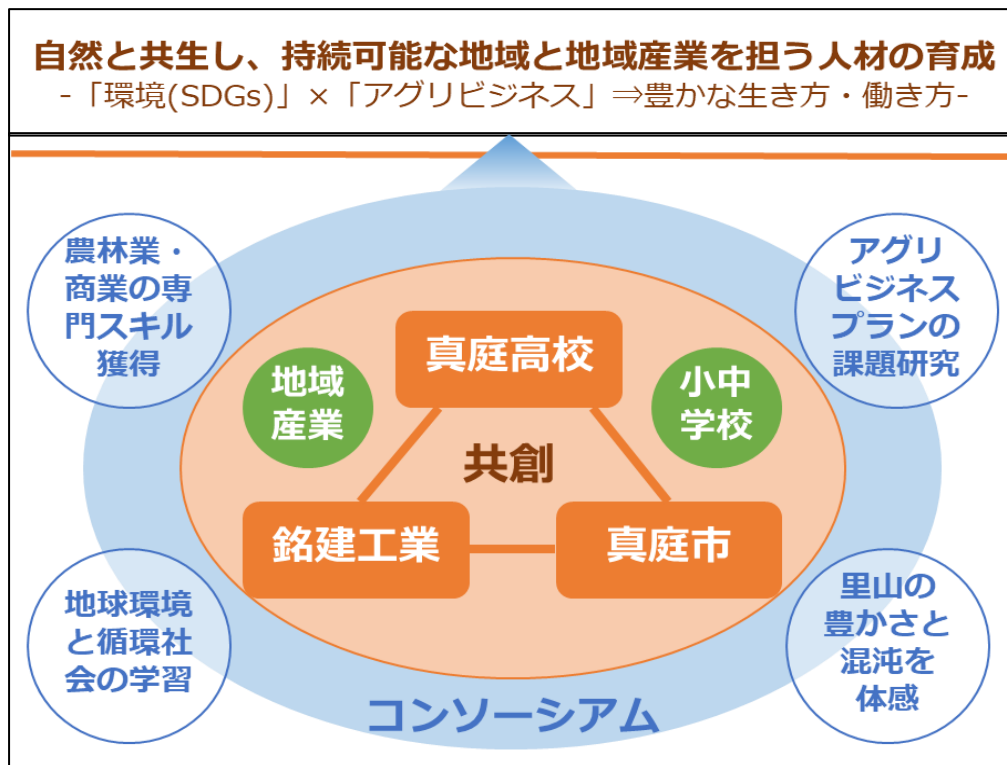 自然と共生し、持続可能な地域と地域産業を担う人材の育成
-「環境(SDGs)」×「アグリビジネス」⇒豊かな生き方・働き方-
農林業・
商業の専
門スキル
獲得
アグリ
ビジネス
プランの
課題研究
真庭高校
地域
産業
小中
学校
共創
銘建工業
真庭市
地球環境
と循環社
会の学習
里山の
豊かさと
混沌を
体感
コンソーシアム